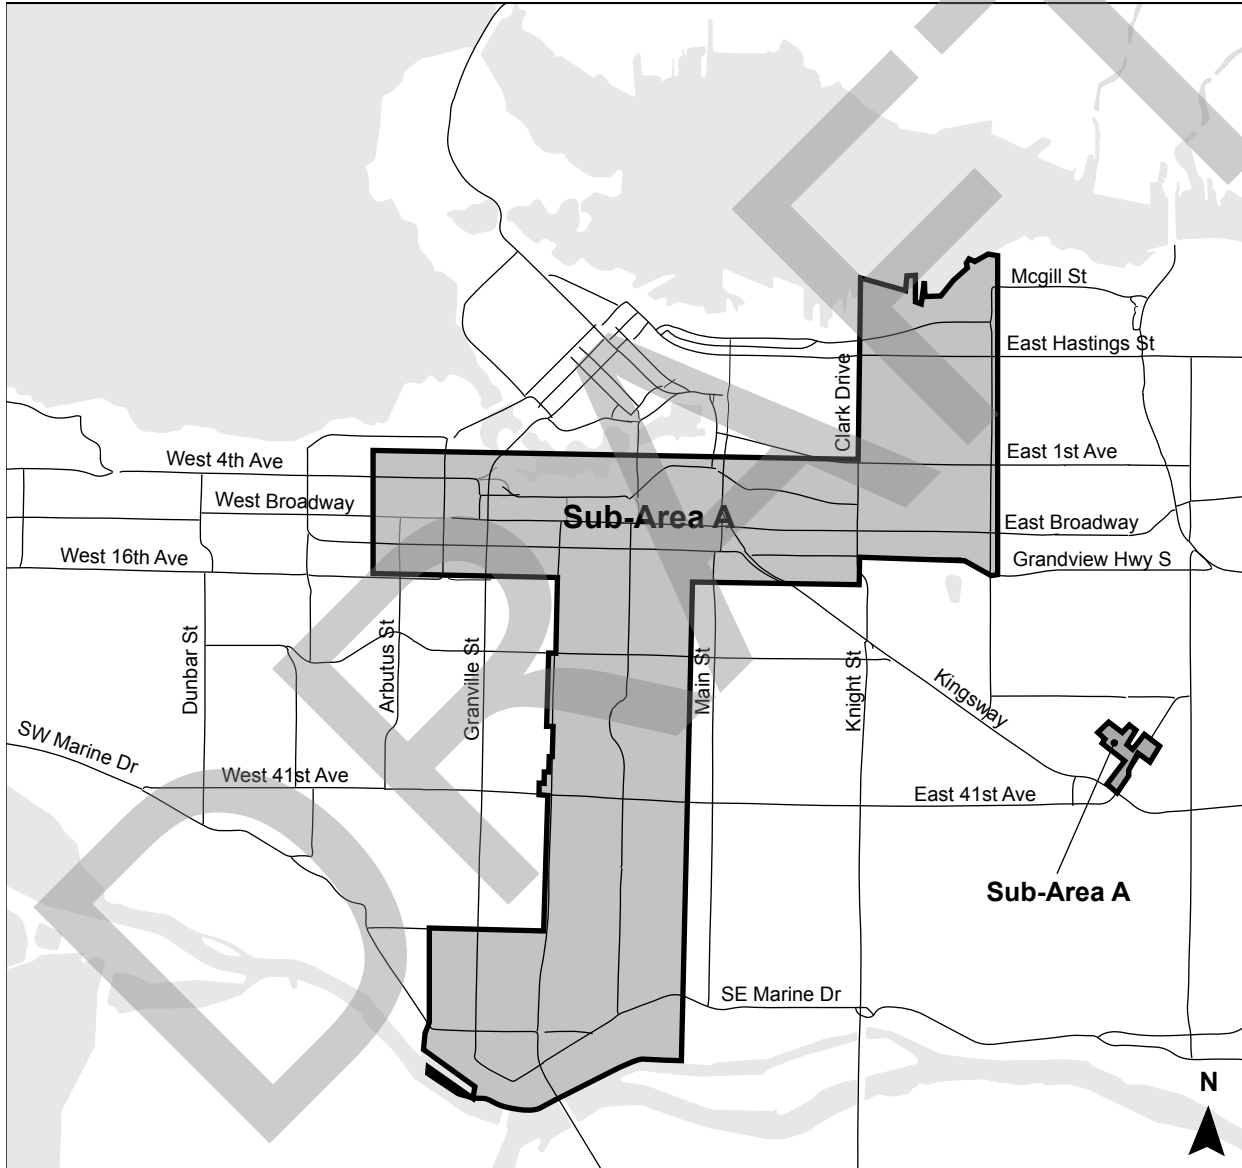 DRAFT
Mcgill St
East Hastings St
Clark Drive
East 1st Ave
West 4th Ave
West Broadway
Sub-Area A
East Broadway
West 16th Ave
Grandview Hwy S
Dunbar St
Arbutus St
Granville St
Main St
Knight St
Kingsway
SW Marine Dr
West 41st Ave
East 41st Ave
Sub-Area A
SE Marine Dr
N